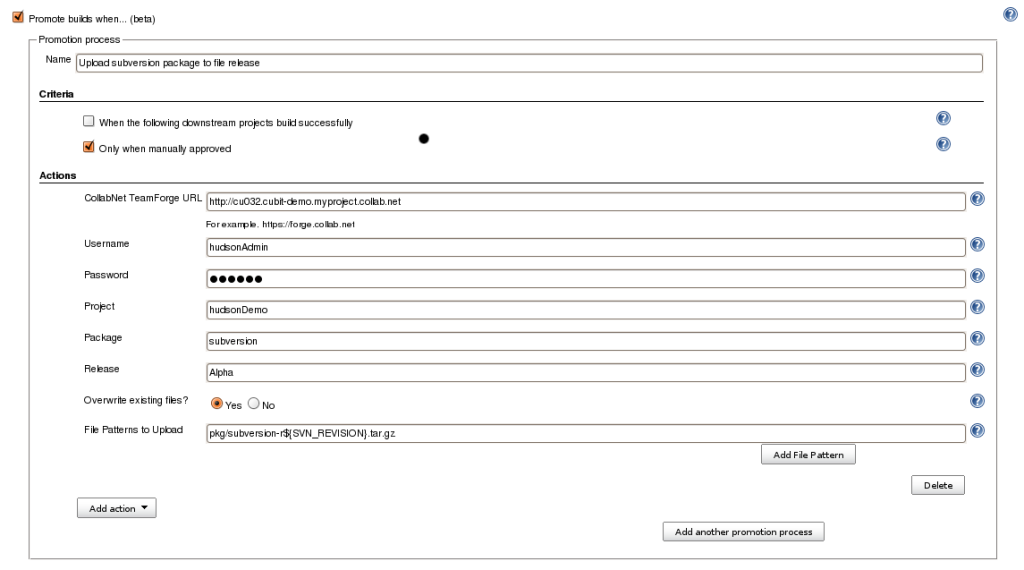 Promote builds when... (beta)
Promotion process
Name Upload subversion package to file release
Criteria
When the following downstream projects build successfully
Only when manually approved
Actions
CollabNet TeamForge URL http://cu032.cubit-demo.myproject.collab.net
For example. https://forge.collab.net
Username hudsonAdmin
Password ●●●●●●
Project hudsonDemo
Package subversion
Release Alpha
Overwrite existing files? Yes No
File Patterns to Upload pkg/subversion-r${SVN_REVISION}.tar.gz
Add File Pattern
Delete
Add action
Add another promotion process